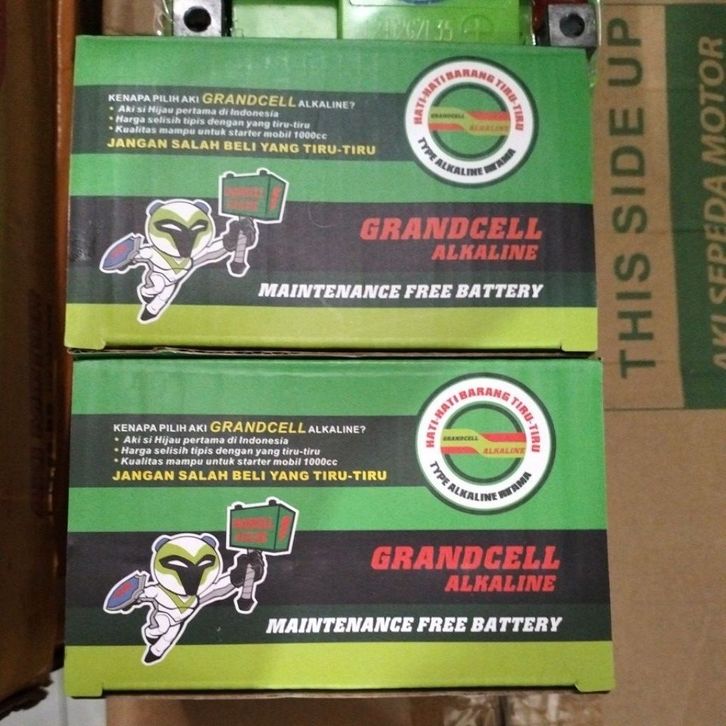 KENAPA PILIH AKI GRANDCELL ALKALINE?
• Aki si Hijau pertama di Indonesia
• Harga selisih tipis dengan yang tiru-tiru
• Kualitas mampu untuk starter mobil 1000cc
JANGAN SALAH BELI YANG TIRU-TIRU
HATI-HATI BARANG TIRU-TIRU
GRANDCELL
ALKALINE
GRANDCELL
ALKALINE
MAINTENANCE FREE BATTERY
KENAPA PILIH AKI GRANDCELL ALKALINE?
• Aki si Hijau pertama di Indonesia
• Harga selisih tipis dengan yang tiru-tiru
• Kualitas mampu untuk starter mobil 1000cc
JANGAN SALAH BELI YANG TIRU-TIRU
HATI-HATI BARANG TIRU-TIRU
GRANDCELL
ALKALINE
TYPE ALKALINE
GRANDCELL
ALKALINE
MAINTENANCE FREE BATTERY
THIS SIDE UP
AKI SEPEDA MOTOR